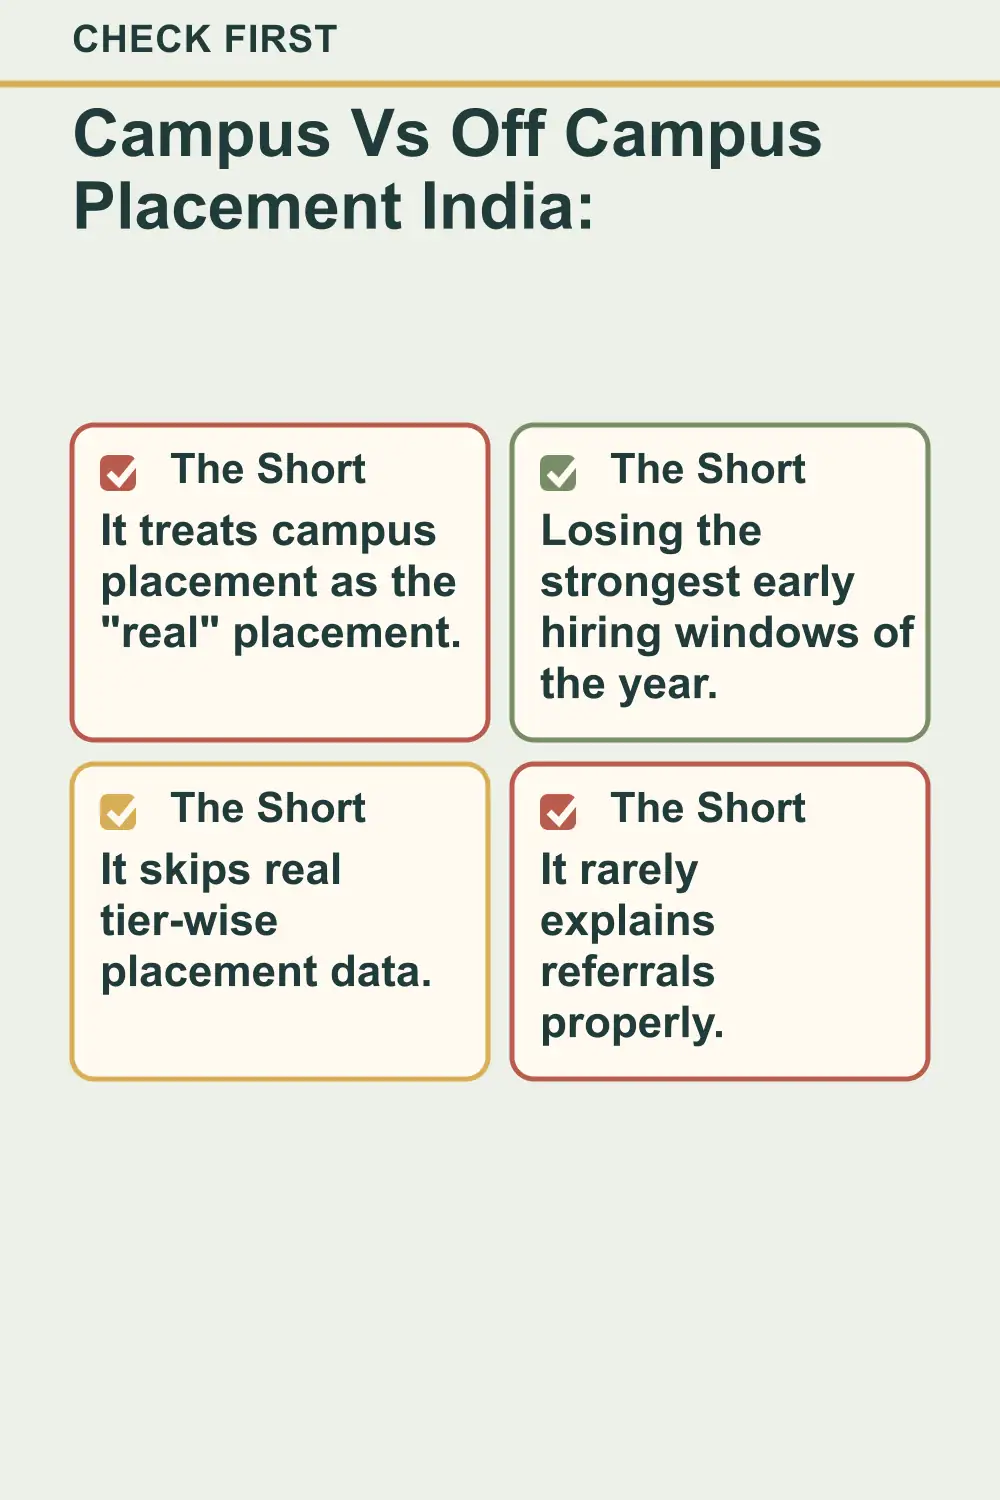 CHECK FIRST
Campus Vs Off Campus
Placement India:
The Short
It treats campus
placement as the
"real" placement.
The Short
Losing the
strongest early
hiring windows of
the year.
The Short
It skips real
tier-wise
placement data.
The Short
It rarely
explains
referrals
properly.